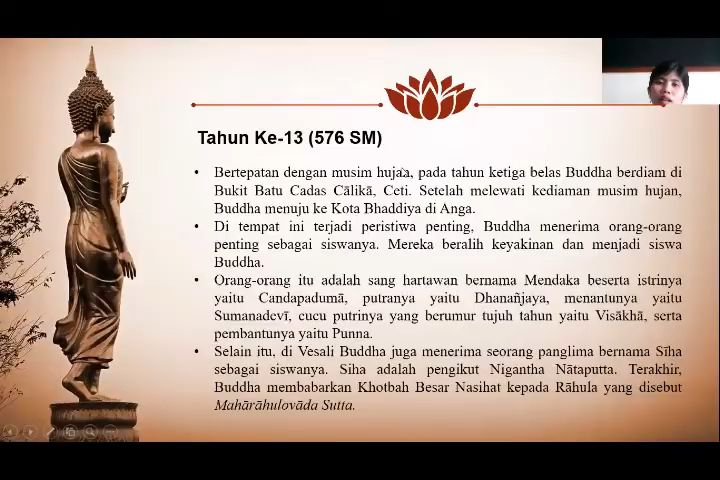 Tahun Ke-13 (576 SM)
• Bertepatan dengan musim hujan, pada tahun ketiga belas Buddha berdiam di
Bukit Batu Cadas Cālikā, Ceti. Setelah melewati kediaman musim hujan,
Buddha menuju ke Kota Bhaddiya di Anga.
• Di tempat ini terjadi peristiwa penting, Buddha menerima orang-orang
penting sebagai siswanya. Mereka beralih keyakinan dan menjadi siswa
Buddha.
• Orang-orang itu adalah sang hartawan bernama Mendaka beserta istrinya
yaitu Candapadumā, putranya yaitu Dhanañjaya, menantunya yaitu
Sumanadevī, cucu putrinya yang berumur tujuh tahun yaitu Visākhā, serta
pembantunya yaitu Punna.
• Selain itu, di Vesali Buddha juga menerima seorang panglima bernama Sīha
sebagai siswanya. Siha adalah pengikut Nigantha Nātaputta. Terakhir,
Buddha membabarkan Khotbah Besar Nasihat kepada Rāhula yang disebut
Mahārāhulovāda Sutta.